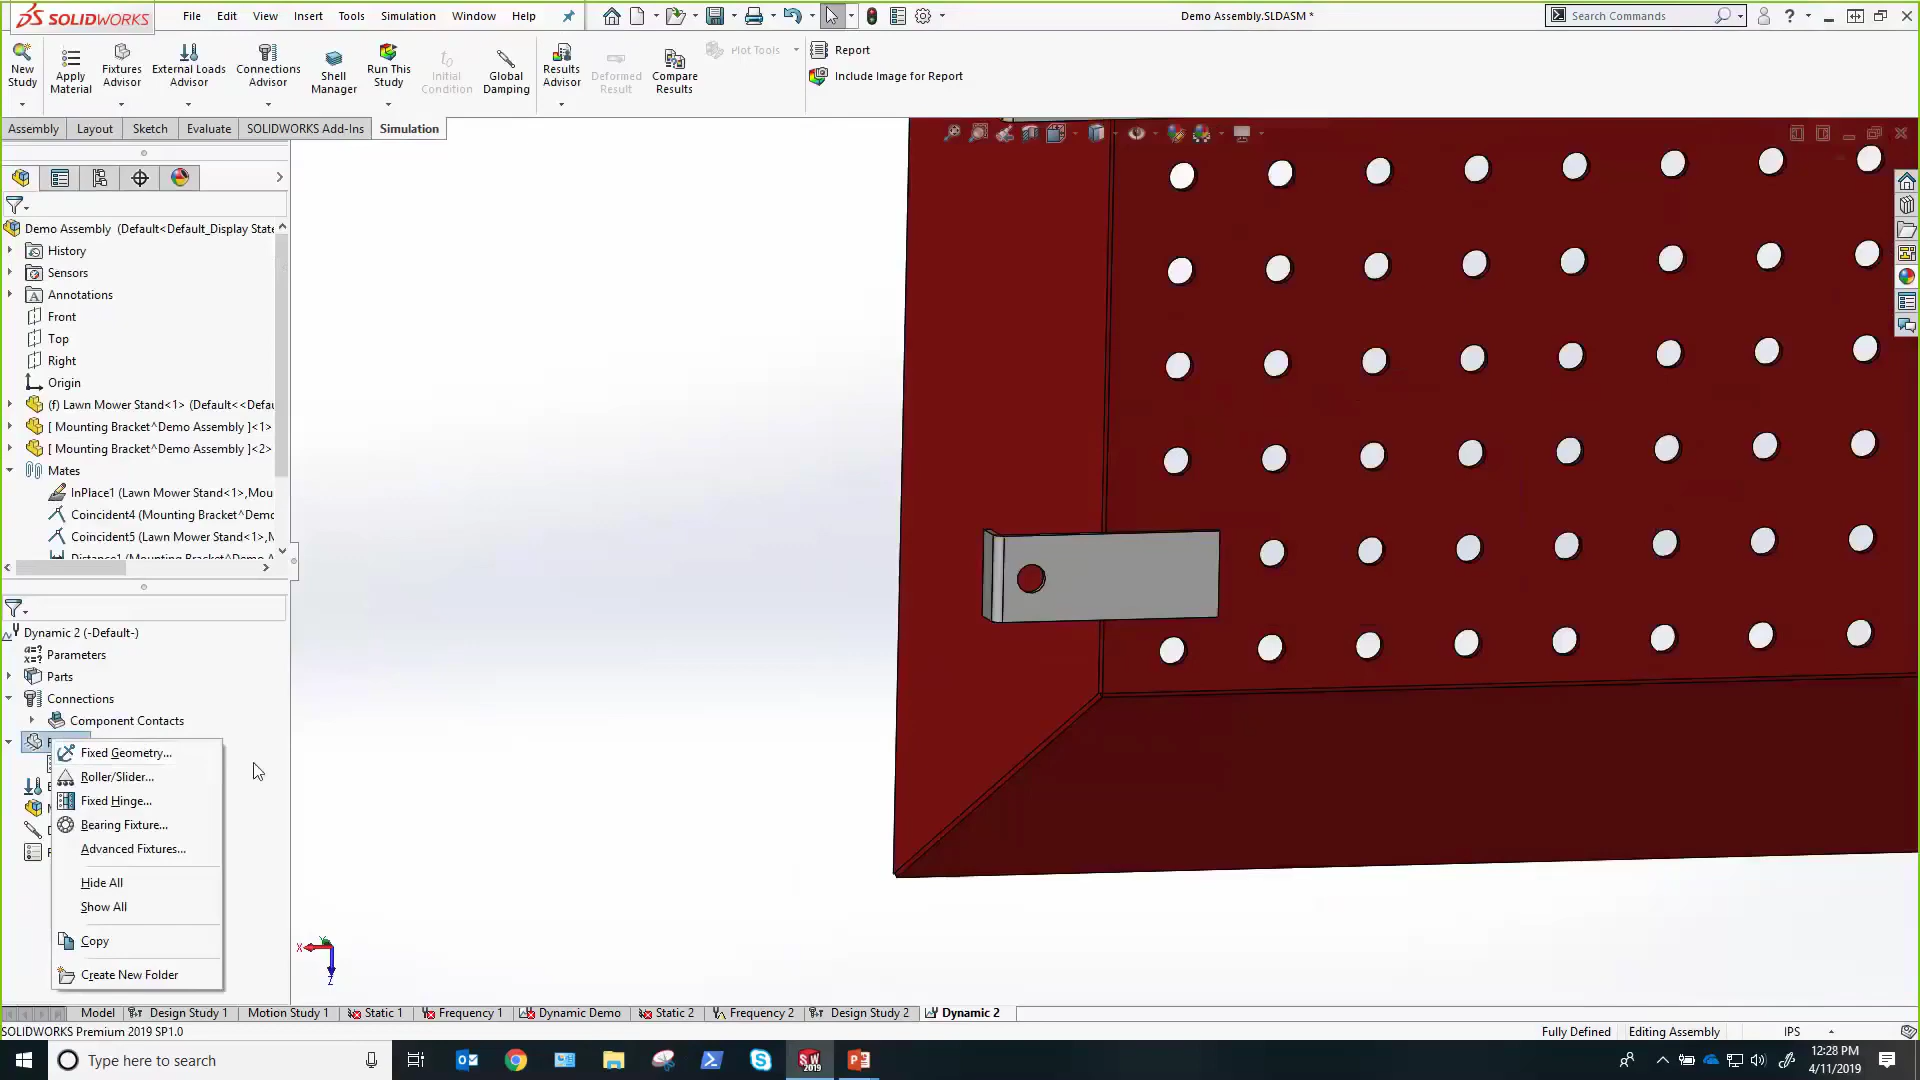 SOLIDWORKS File Edit View Insert Tools Simulation Window Help Demo Assembly.SLDASM * Search Commands
New Study
Apply Material
Fixtures Advisor
External Loads Advisor
Connections Advisor
Shell Manager
Run This Study
Initial Condition
Global Damping
Results Advisor
Deformed Result
Compare Results
Plot Tools
Report
Include Image for Report
Assembly Layout Sketch Evaluate SOLIDWORKS Add-Ins Simulation
Demo Assembly (Default<Default_Display State
History
Sensors
Annotations
Front
Top
Right
Origin
(f) Lawn Mower Stand<1> (Default<<Defau
[ Mounting Bracket^Demo Assembly ]<1>
[ Mounting Bracket^Demo Assembly ]<2>
Mates
InPlace1 (Lawn Mower Stand<1>,Mou
Coincident4 (Mounting Bracket^Demo
Coincident5 (Lawn Mower Stand<1>,M
Distance1 (Mounting Bracket^Demo A
Dynamic 2 (-Default-)
Parameters
Parts
Connections
Component Contacts
Fixed Geometry...
Roller/Slider...
Fixed Hinge...
Bearing Fixture...
Advanced Fixtures...
Hide All
Show All
Copy
Create New Folder
X Y Z
Model Design Study 1 Motion Study 1 Static 1 Frequency 1 Dynamic Demo Static 2 Frequency 2 Design Study 2 Dynamic 2
SOLIDWORKS Premium 2019 SP1.0 Fully Defined Editing Assembly IPS
Type here to search
12:28 PM
4/11/2019